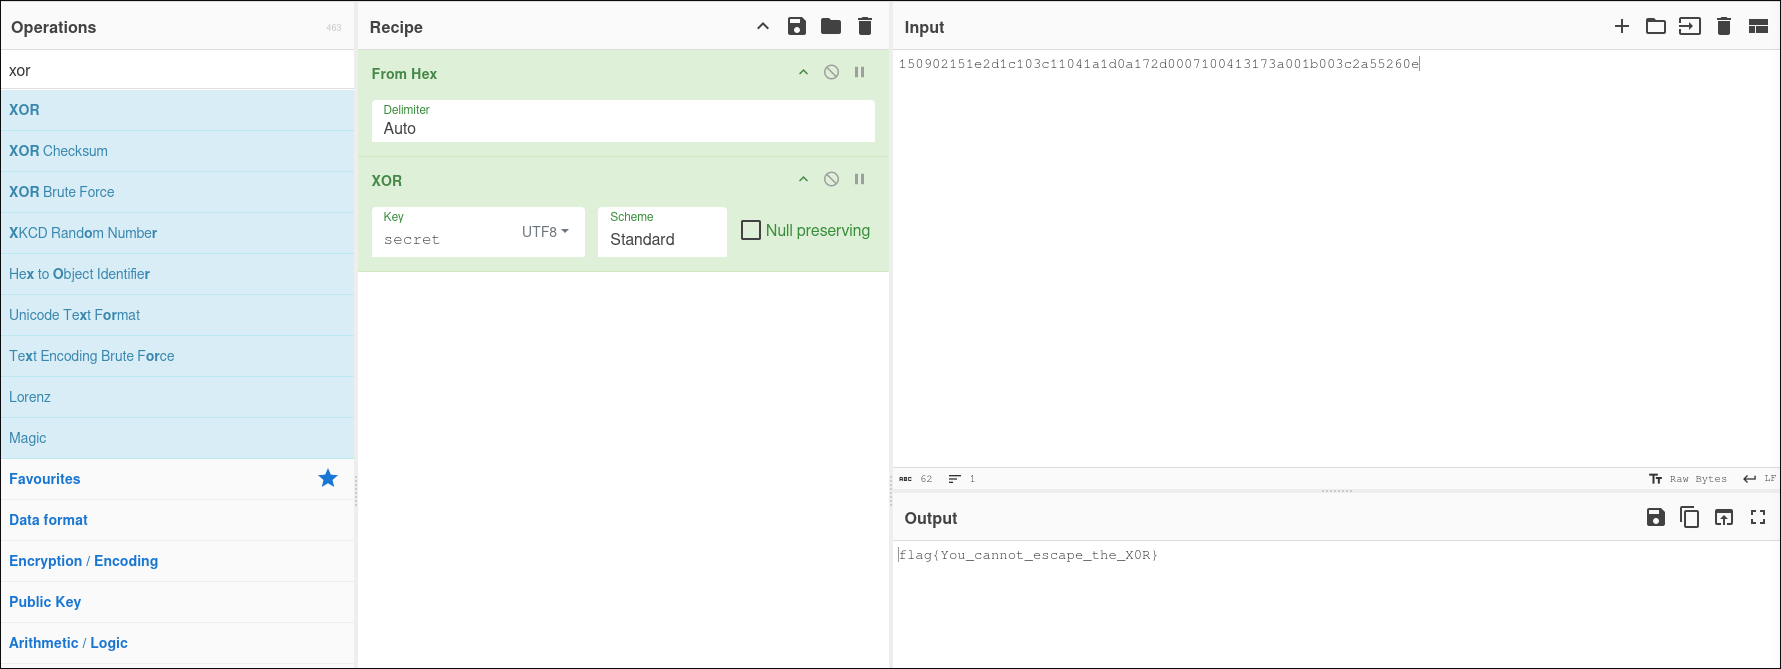 Operations
463
xor
XOR
XOR Checksum
XOR Brute Force
XKCD Random Number
Hex to Object Identifier
Unicode Text Format
Text Encoding Brute Force
Lorenz
Magic
Favourites
Data format
Encryption / Encoding
Public Key
Arithmetic / Logic
Recipe
From Hex
Delimiter
Auto
XOR
Key
secret
UTF8
Scheme
Standard
Null preserving
Input
150902151e2d1c103c11041a1d0a172d0007100413173a001b003c2a55260e
ABC 62
1
Tт Raw Bytes
LF
Output
flag{You_cannot_escape_the_X0R}